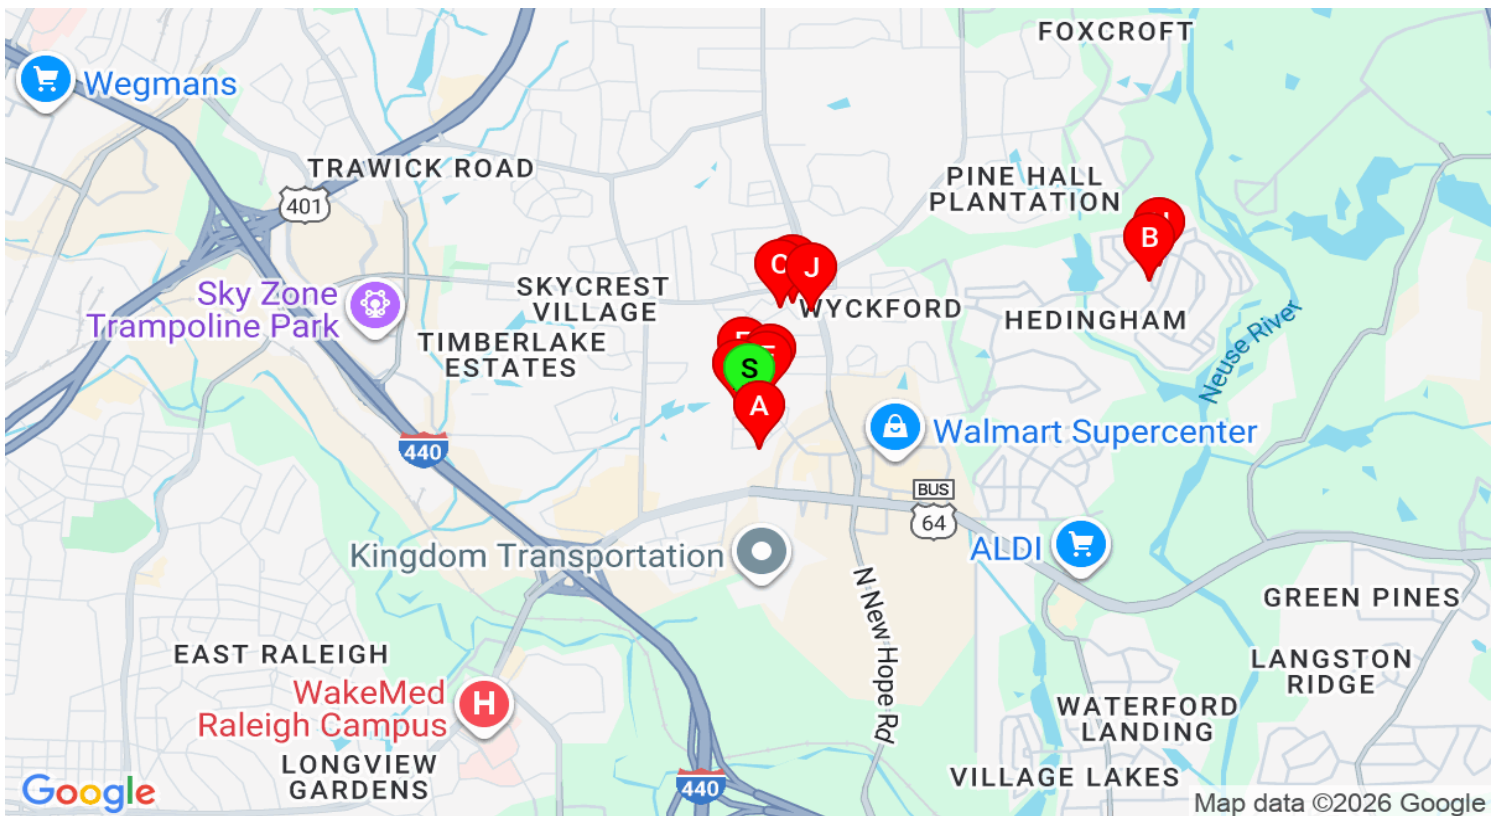 FOXCROFT
Wegmans
TRAWICK ROAD
401
PINE HALL
PLANTATION
B
C
J
Sky Zone
Trampoline Park
SKYCREST
VILLAGE
WYCKFORD
HEDINGHAM
Neuse River
TIMBERLAKE
ESTATES
S
A
440
Walmart Supercenter
BUS
64
Kingdom Transportation
ALDI
N New Hope Rd
GREEN PINES
EAST RALEIGH
LANGSTON
RIDGE
WakeMed
Raleigh Campus
H
WATERFORD
LANDING
LONGVIEW
GARDENS
VILLAGE LAKES
440
Google
Map data ©2026 Google